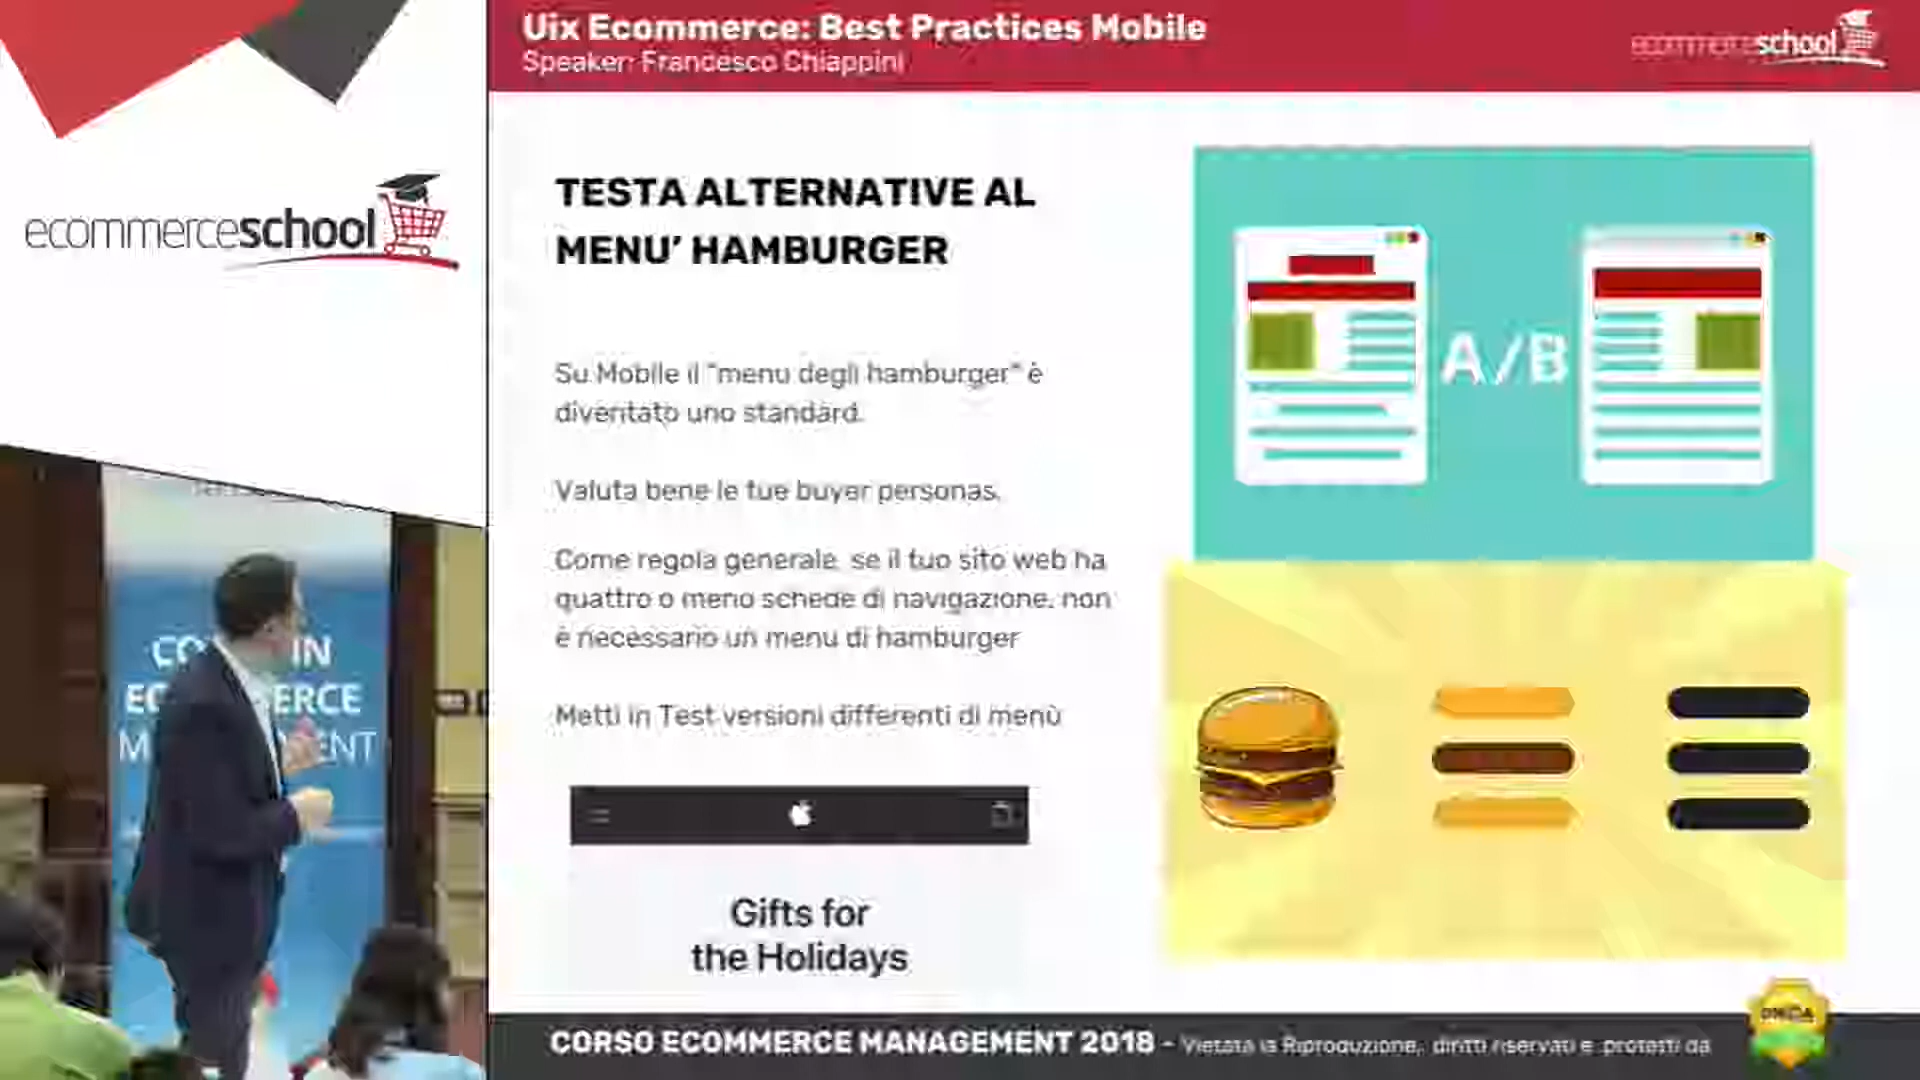 Uix Ecommerce: Best Practices Mobile
Speaker: Francesco Chiappini
ecommerceschool
ecommerceschool
TESTA ALTERNATIVE AL
MENU’ HAMBURGER
Su Mobile il "menu degli hamburger" è
diventato uno standard.
Valuta bene le tue buyer personas.
Come regola generale, se il tuo sito web ha
quattro o meno schede di navigazione, non
è necessario un menu di hamburger
Metti in Test versioni differenti di menù
A/B
Gifts for
the Holidays
IN
ERCE
ENT
CORSO ECOMMERCE MANAGEMENT 2018 - Vietata la Riproduzione, diritti riservati e protetti da